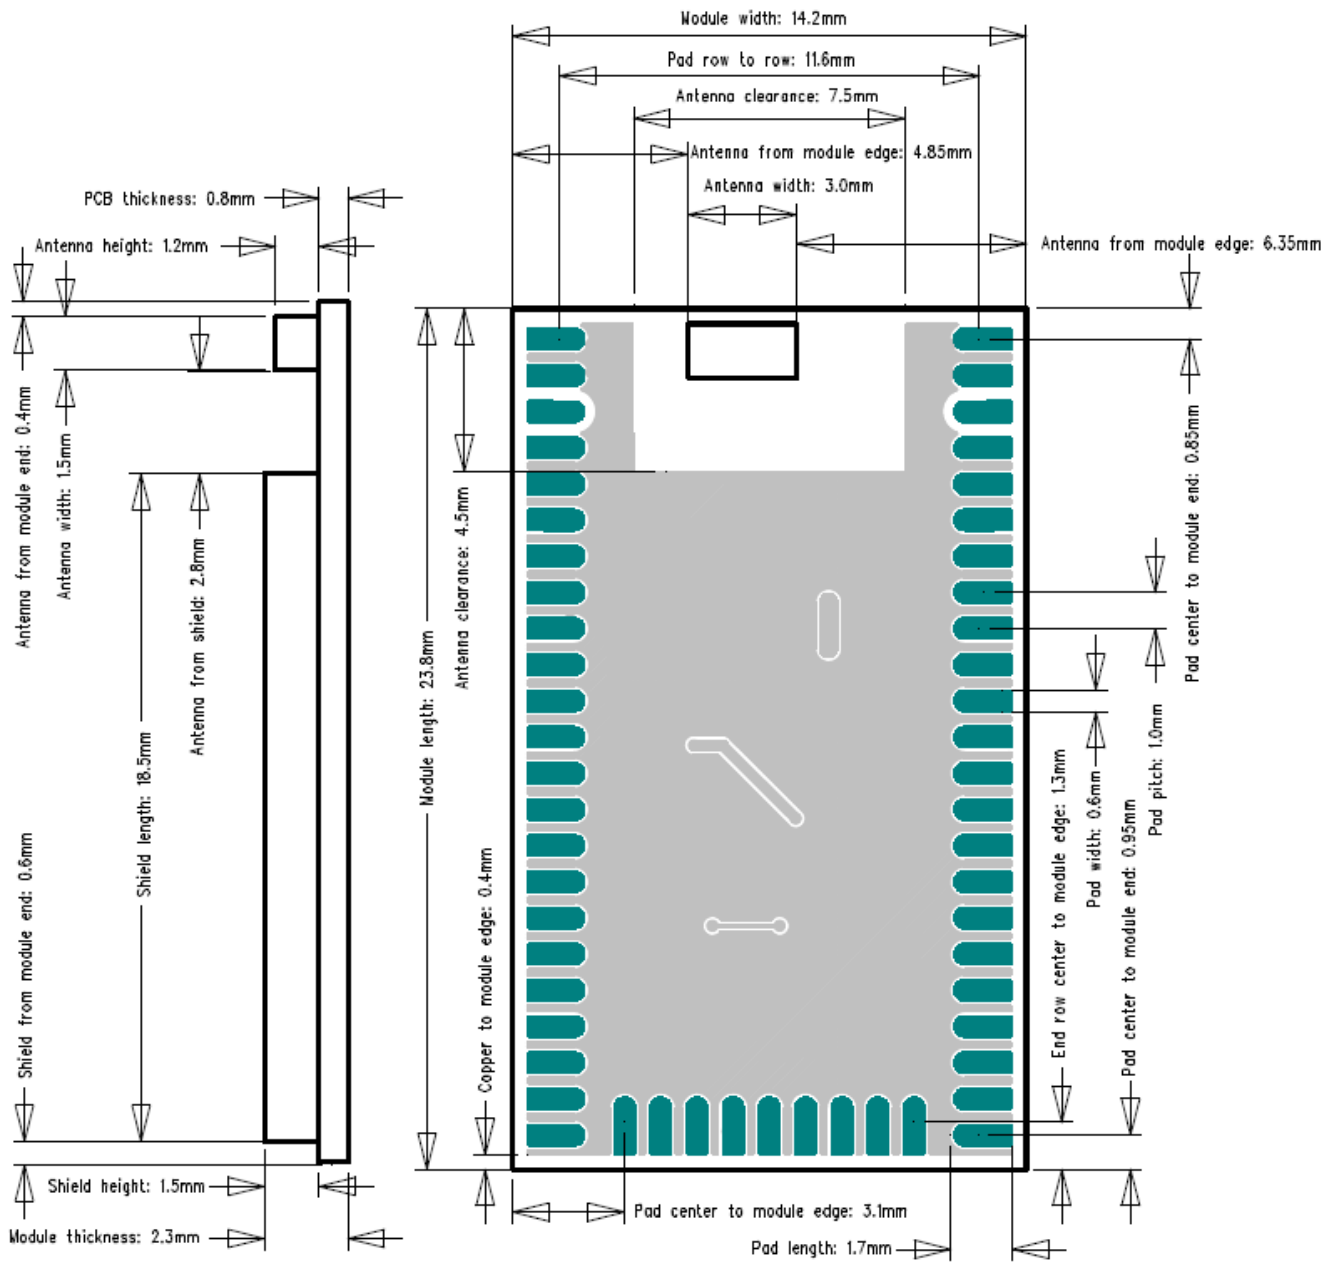 Module width: 14.2mm
Pad row to row: 11.6mm
Antenna clearance: 7.5mm
Antenna from module edge: 4.85mm
Antenna width: 3.0mm
PCB thickness: 0.8mm
Antenna height: 1.2mm
Antenna from module edge: 6.35mm
Antenna from module end: 0.4mm
Antenna width: 1.5mm
Antenna from shield: 2.8mm
Antenna clearance: 4.5mm
Module length: 23.8mm
Shield length: 18.5mm
Shield from module end: 0.6mm
Copper to module edge: 0.4mm
Pad center to module end: 0.85mm
Pad pitch: 1.0mm
Pad width: 0.6mm
End row center to module edge: 1.3mm
Pad center to module end: 0.95mm
Shield height: 1.5mm
Module thickness: 2.3mm
Pad center to module edge: 3.1mm
Pad length: 1.7mm